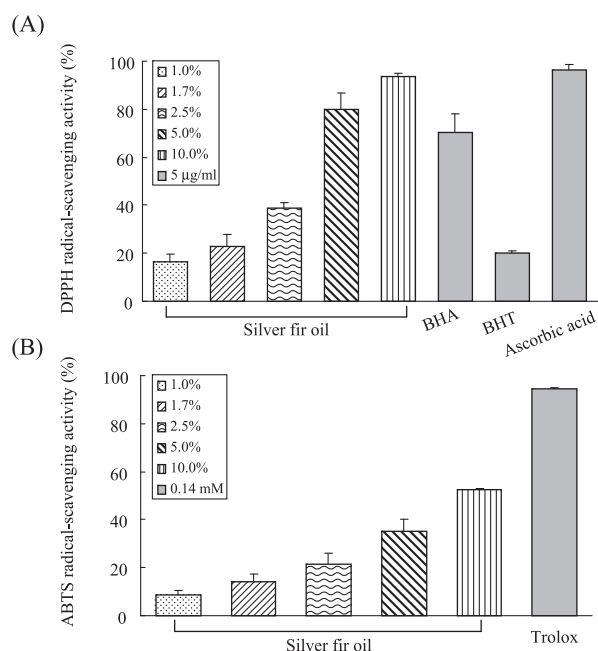 (A)
DPPH radical-scavenging activity (%)
100
80
60
40
20
0
1.0%
1.7%
2.5%
5.0%
10.0%
5 μg/ml
Silver fir oil
BHA
BHT
Ascorbic acid
(B)
ABTS radical-scavenging activity (%)
100
80
60
40
20
0
1.0%
1.7%
2.5%
5.0%
10.0%
0.14 mM
Silver fir oil
Trolox